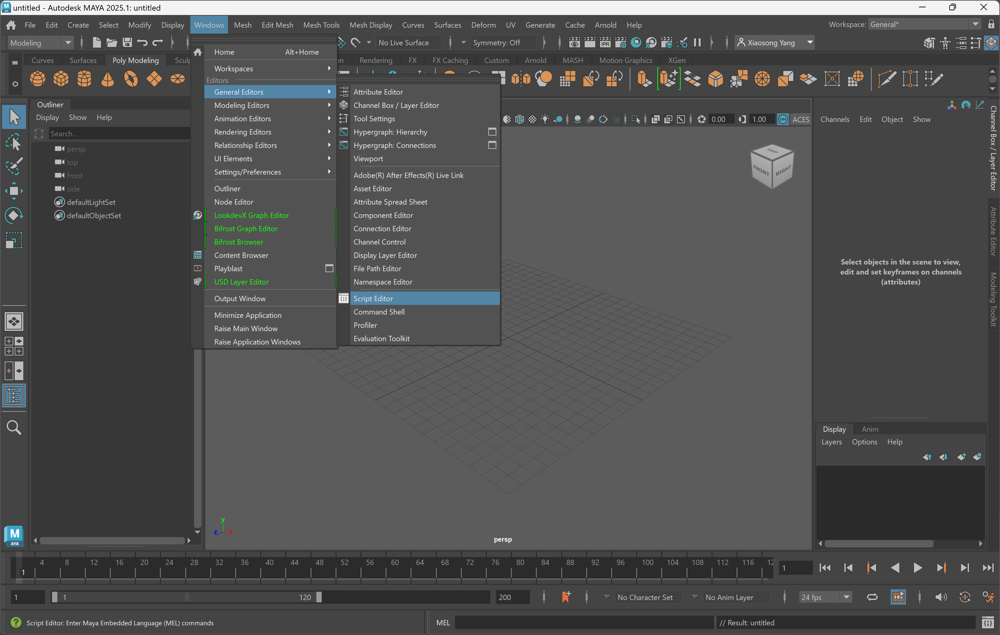 untitled - Autodesk MAYA 2025.1: untitled
File Edit Create Select Modify Display Windows Mesh Edit Mesh Mesh Tools Mesh Display Curves Surfaces Deform UV Generate Cache Arnold Help Workspace: General*
Modeling No Live Surface Symmetry: Off IPR Xiaosong Yang
Home Alt+Home
Curves Surfaces Poly Modeling Rendering FX FX Caching Custom Arnold MASH Motion Graphics XGen
Workspaces
Editors
General Editors
Modeling Editors
Animation Editors
Rendering Editors
Relationship Editors
UI Elements
Settings/Preferences
Outliner
Node Editor
LookdevX Graph Editor
Bifrost Graph Editor
Bifrost Browser
Content Browser
Playblast
USD Layer Editor
Output Window
Minimize Application
Raise Main Window
Raise Application Windows
Attribute Editor
Channel Box / Layer Editor
Tool Settings
Hypergraph: Hierarchy
Hypergraph: Connections
Viewport
Adobe(R) After Effects(R) Live Link
Asset Editor
Attribute Spread Sheet
Component Editor
Connection Editor
Channel Control
Display Layer Editor
File Path Editor
Namespace Editor
Script Editor
Command Shell
Profiler
Evaluation Toolkit
Outliner
Display Show Help
Search...
persp
top
front
side
defaultLightSet
defaultObjectSet
0.00 1.00 ON ACES
TOP
FRONT RIGHT
Channels Edit Object Show
Select objects in the scene to view,
edit and set keyframes on channels
(attributes)
Channel Box / Layer Editor
Attribute Editor
Modeling Toolkit
Display Anim
Layers Options Help
y
z x
persp
M
AYA
4 8 12 16 20 24 28 32 36 40 44 48 52 56 60 64 68 72 76 80 84 88 92 96 100 104 108 112 116
1
1
1 1 120 200 No Character Set No Anim Layer 24 fps
Script Editor: Enter Maya Embedded Language (MEL) commands MEL // Result: untitled